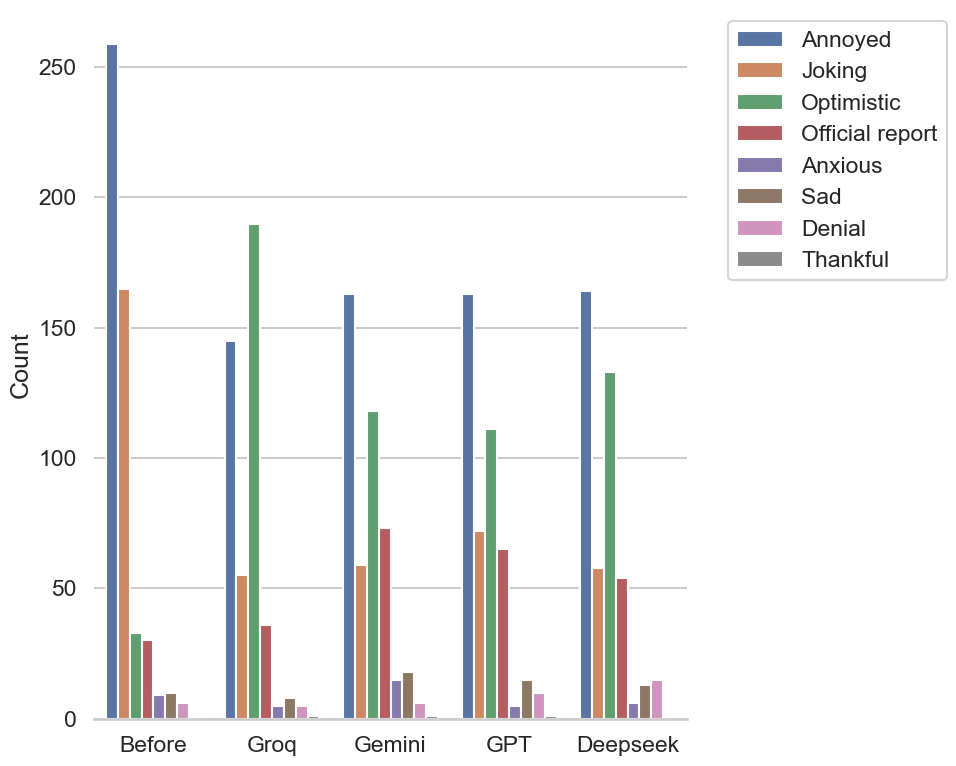 Annoyed
Joking
Optimistic
Official report
Anxious
Sad
Denial
Thankful
Count
250
200
150
100
50
0
Before
Groq
Gemini
GPT
Deepseek